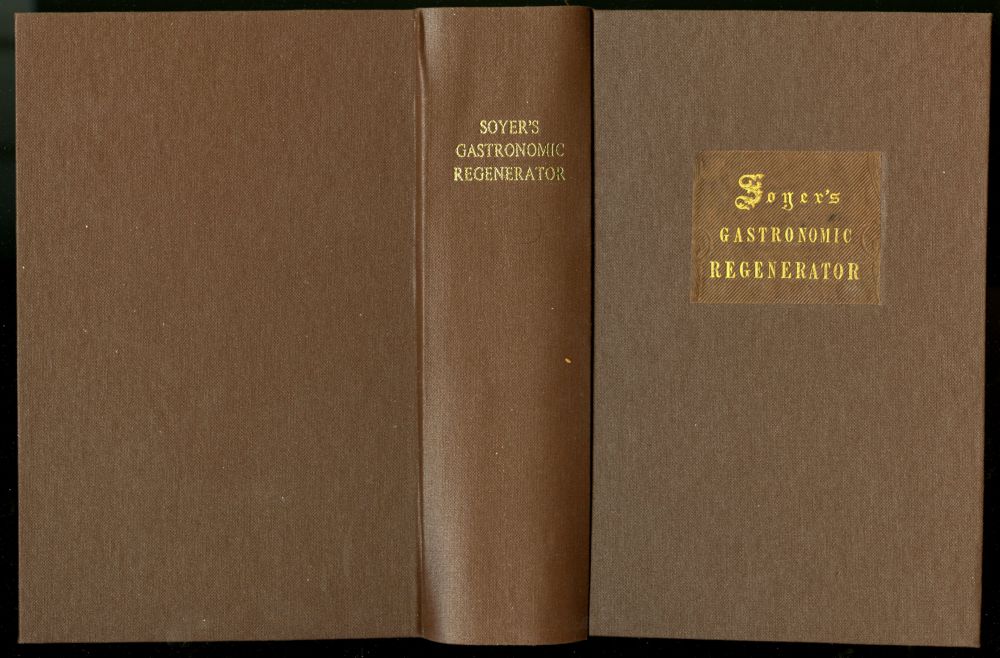 SOYER'S
GASTRONOMIC
REGENERATOR
Soyer's
GASTRONOMIC
REGENERATOR